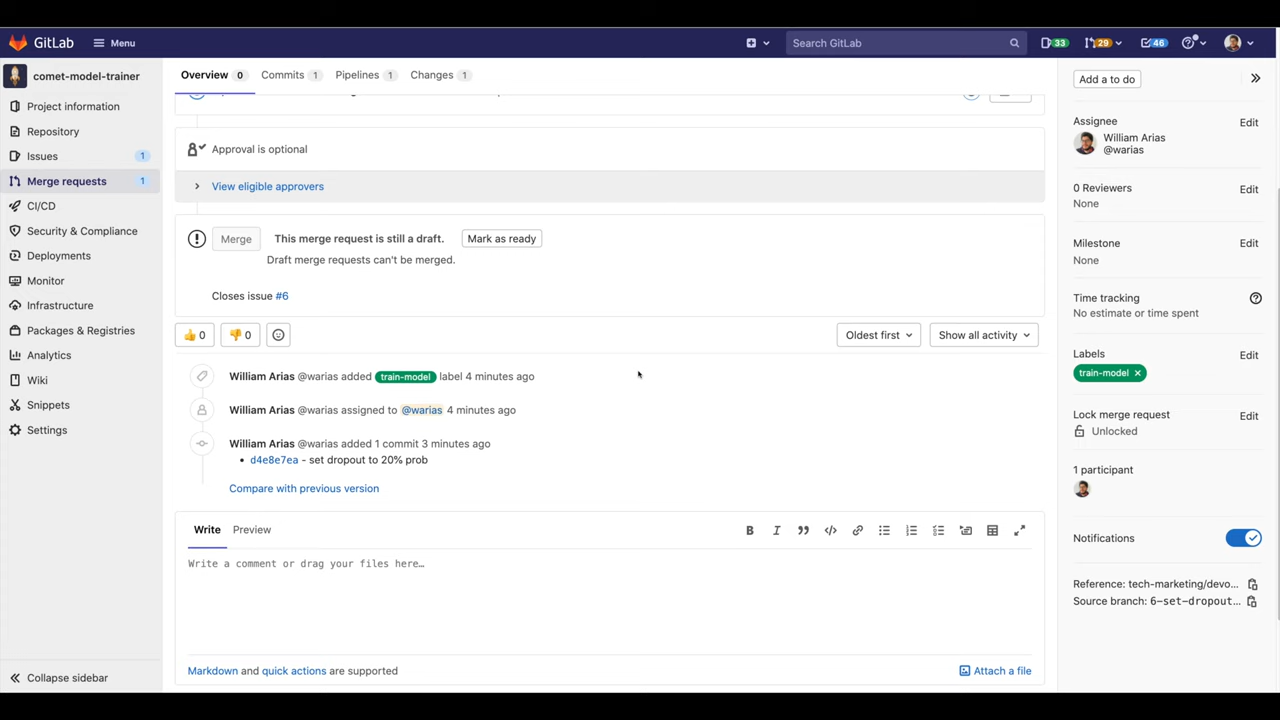 GitLab
Menu
Search GitLab
33
29
46
comet-model-trainer
Project information
Repository
Issues 1
Merge requests 1
CI/CD
Security & Compliance
Deployments
Monitor
Infrastructure
Packages & Registries
Analytics
Wiki
Snippets
Settings
Collapse sidebar
Overview 0 Commits 1 Pipelines 1 Changes 1
Approval is optional
View eligible approvers
Merge This merge request is still a draft. Mark as ready
Draft merge requests can't be merged.
Closes issue #6
0 0
Oldest first Show all activity
William Arias @warias added train-model label 4 minutes ago
William Arias @warias assigned to @warias 4 minutes ago
William Arias @warias added 1 commit 3 minutes ago
• d4e8e7ea - set dropout to 20% prob
Compare with previous version
Write Preview
Write a comment or drag your files here…
Markdown and quick actions are supported
Attach a file
Add a to do
Assignee Edit
William Arias
@warias
0 Reviewers Edit
None
Milestone Edit
None
Time tracking
No estimate or time spent
Labels Edit
train-model
Lock merge request Edit
Unlocked
1 participant
Notifications
Reference: tech-marketing/devo…
Source branch: 6-set-dropout…